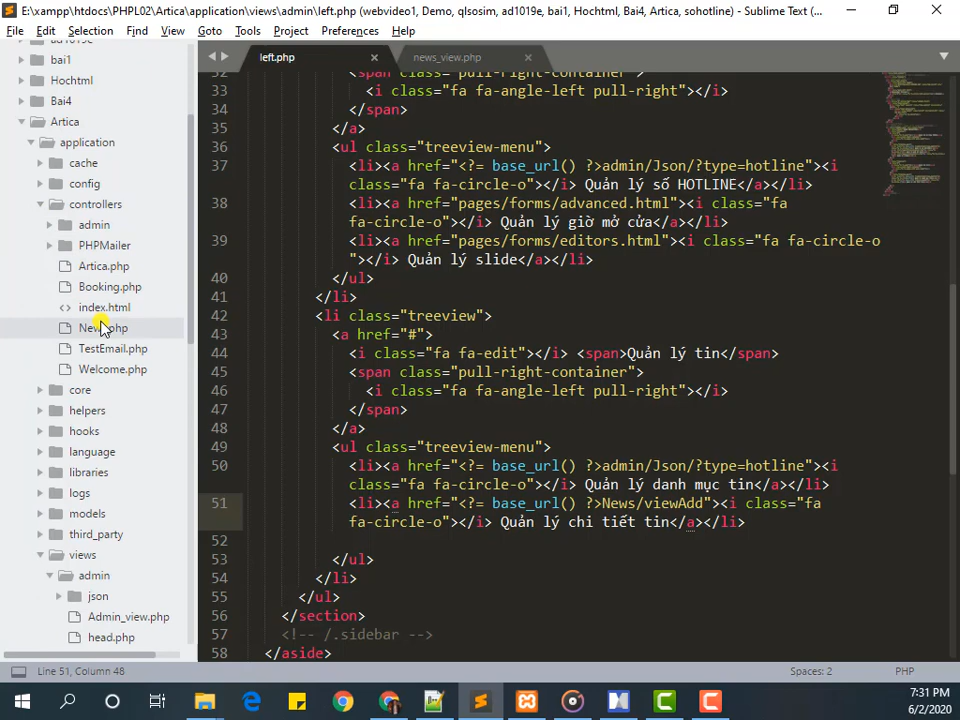 E:\xampp\htdocs\PHPL02\Artica\application\views\admin\left.php (webvideo1, Demo, qlsosim, ad1019e, bai1, Hochtml, Bai4, Artica, soholine) - Sublime Text (...
File Edit Selection Find View Goto Tools Project Preferences Help
left.php
news_view.php
bai1
Hochtml
Bai4
Artica
application
cache
config
controllers
admin
PHPMailer
Artica.php
Booking.php
index.html
TestEmail.php
Welcome.php
core
helpers
hooks
language
libraries
logs
models
third_party
views
admin
json
Admin_view.php
head.php
32 <span class="pull-right-container">
33 <i class="fa fa-angle-left pull-right"></i>
34 </span>
35 </a>
36 <ul class="treeview-menu">
37 <li><a href="<?= base_url() ?>admin/Json/?type=hotline"><i
class="fa fa-circle-o"></i> Quản lý số HOTLINE</a></li>
38 <li><a href="pages/forms/advanced.html"><i class="fa
fa-circle-o"></i> Quản lý giờ mở cửa</a></li>
39 <li><a href="pages/forms/editors.html"><i class="fa fa-circle-o
"></i> Quản lý slide</a></li>
40 </ul>
41 </li>
42 <li class="treeview">
43 <a href="#">
44 <i class="fa fa-edit"></i> <span>Quản lý tin</span>
45 <span class="pull-right-container">
46 <i class="fa fa-angle-left pull-right"></i>
47 </span>
48 </a>
49 <ul class="treeview-menu">
50 <li><a href="<?= base_url() ?>admin/Json/?type=hotline"><i
class="fa fa-circle-o"></i> Quản lý danh mục tin</a></li>
51 <li><a href="<?= base_url() ?>News/viewAdd"><i class="fa
fa-circle-o"></i> Quản lý chi tiết tin</a></li>
52
53 </ul>
54 </li>
55 </ul>
56 </section>
57 <!-- /.sidebar -->
58 </aside>
Line 51, Column 48
Spaces: 2
PHP
7:31 PM
6/2/2020